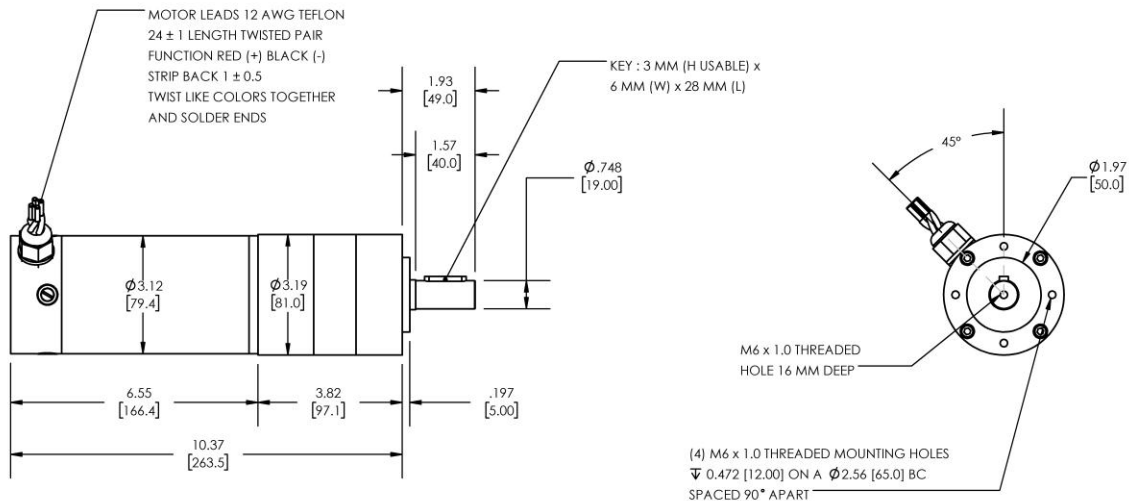 MOTOR LEADS 12 AWG TEFLON
24 ± 1 LENGTH TWISTED PAIR
FUNCTION RED (+) BLACK (-)
STRIP BACK 1 ± 0.5
TWIST LIKE COLORS TOGETHER
AND SOLDER ENDS
1.93
[49.0]
KEY : 3 MM (H USABLE) x
6 MM (W) x 28 MM (L)
1.57
[40.0]
Ø.748
[19.00]
45°
Ø1.97
[50.0]
Ø3.12
[79.4]
Ø3.19
[81.0]
M6 x 1.0 THREADED
HOLE 16 MM DEEP
6.55
[166.4]
3.82
[97.1]
.197
[5.00]
10.37
[263.5]
(4) M6 x 1.0 THREADED MOUNTING HOLES
↧ 0.472 [12.00] ON A Ø2.56 [65.0] BC
SPACED 90° APART